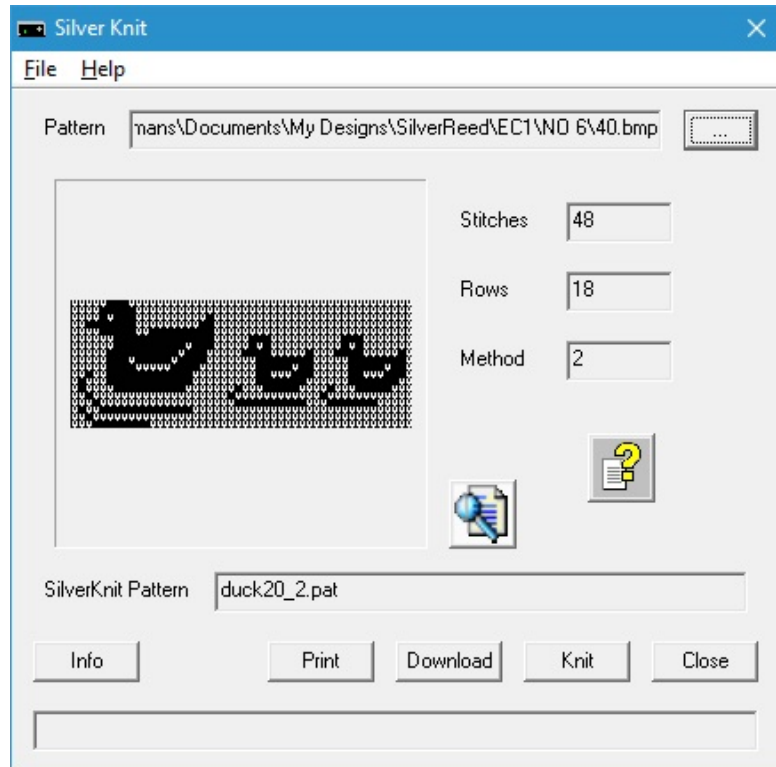 Silver Knit
File Help
Pattern mans\Documents\My Designs\SilverReed\EC1\NO 6\40.bmp ...
Stitches 48
Rows 18
Method 2
SilverKnit Pattern duck20_2.pat
Info Print Download Knit Close